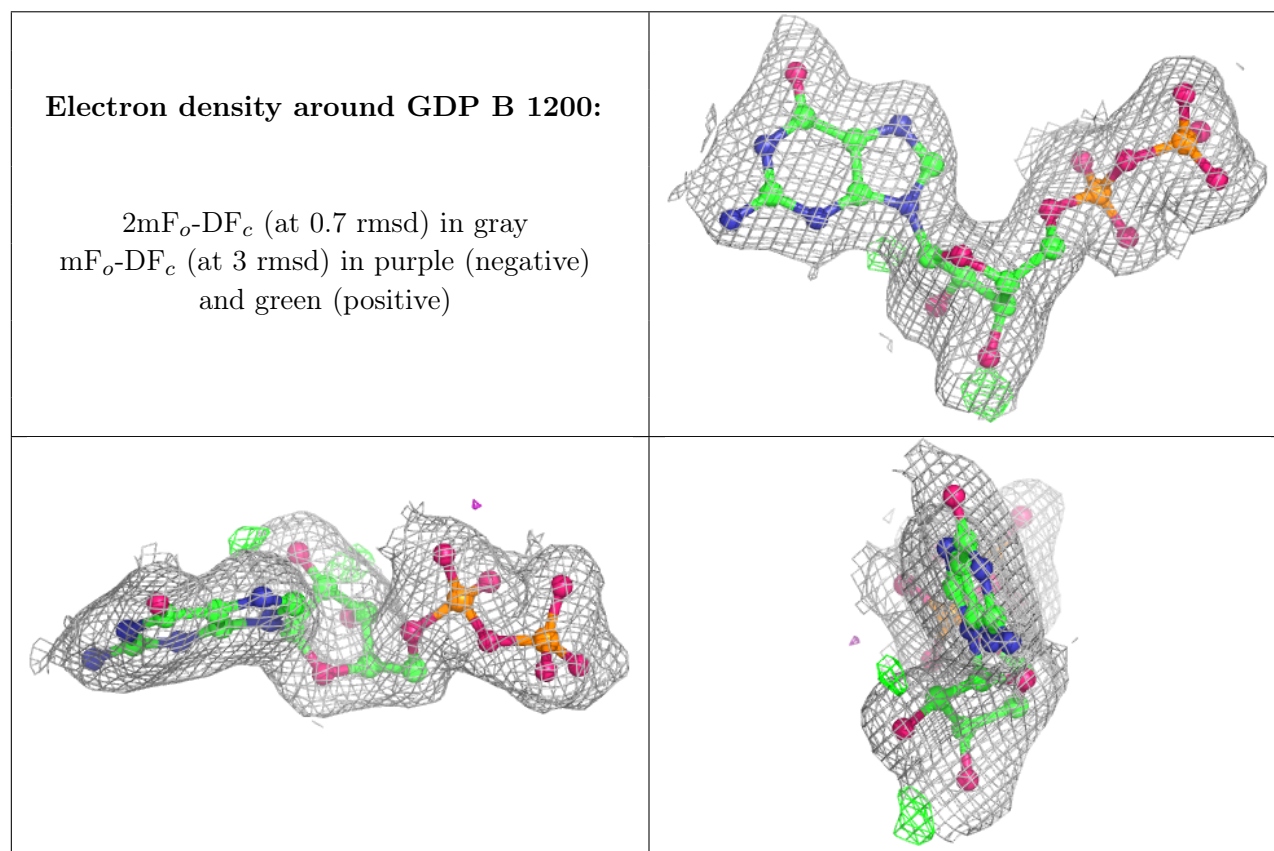 Electron density around GDP B 1200:
2mFo-DFc (at 0.7 rmsd) in gray
mFo-DFc (at 3 rmsd) in purple (negative)
and green (positive)